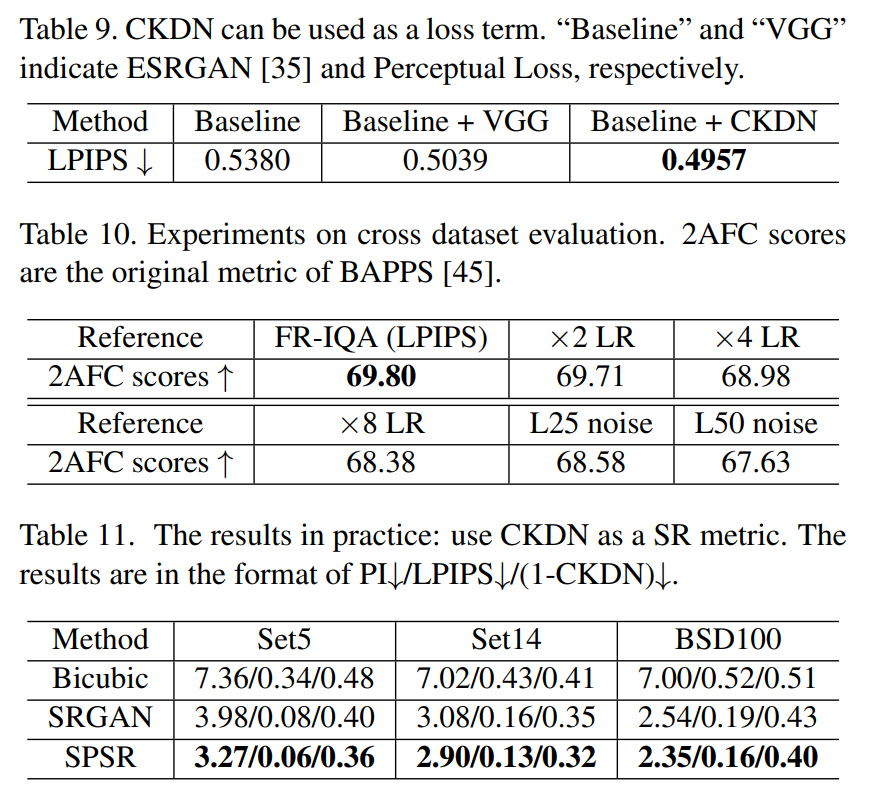 Table 9. CKDN can be used as a loss term. “Baseline” and “VGG”
indicate ESRGAN [35] and Perceptual Loss, respectively.
Method Baseline Baseline + VGG Baseline + CKDN
LPIPS ↓ 0.5380 0.5039 0.4957
Table 10. Experiments on cross dataset evaluation. 2AFC scores
are the original metric of BAPPS [45].
Reference FR-IQA (LPIPS) ×2 LR ×4 LR
2AFC scores ↑ 69.80 69.71 68.98
Reference ×8 LR L25 noise L50 noise
2AFC scores ↑ 68.38 68.58 67.63
Table 11. The results in practice: use CKDN as a SR metric. The
results are in the format of PI↓/LPIPS↓/(1-CKDN)↓.
Method Set5 Set14 BSD100
Bicubic 7.36/0.34/0.48 7.02/0.43/0.41 7.00/0.52/0.51
SRGAN 3.98/0.08/0.40 3.08/0.16/0.35 2.54/0.19/0.43
SPSR 3.27/0.06/0.36 2.90/0.13/0.32 2.35/0.16/0.40